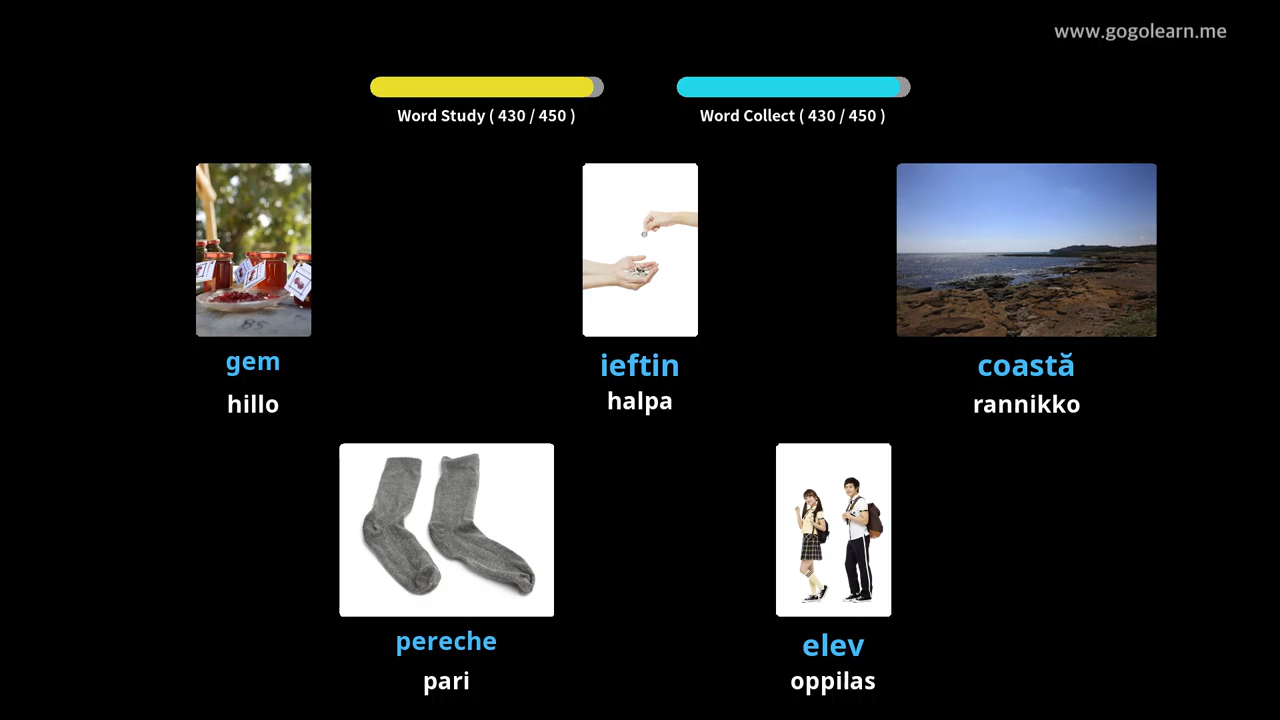 www.gogolearn.me
Word Study ( 430 / 450 )
Word Collect ( 430 / 450 )
gem
hillo
ieftin
halpa
coastă
rannikko
pereche
pari
elev
oppilas